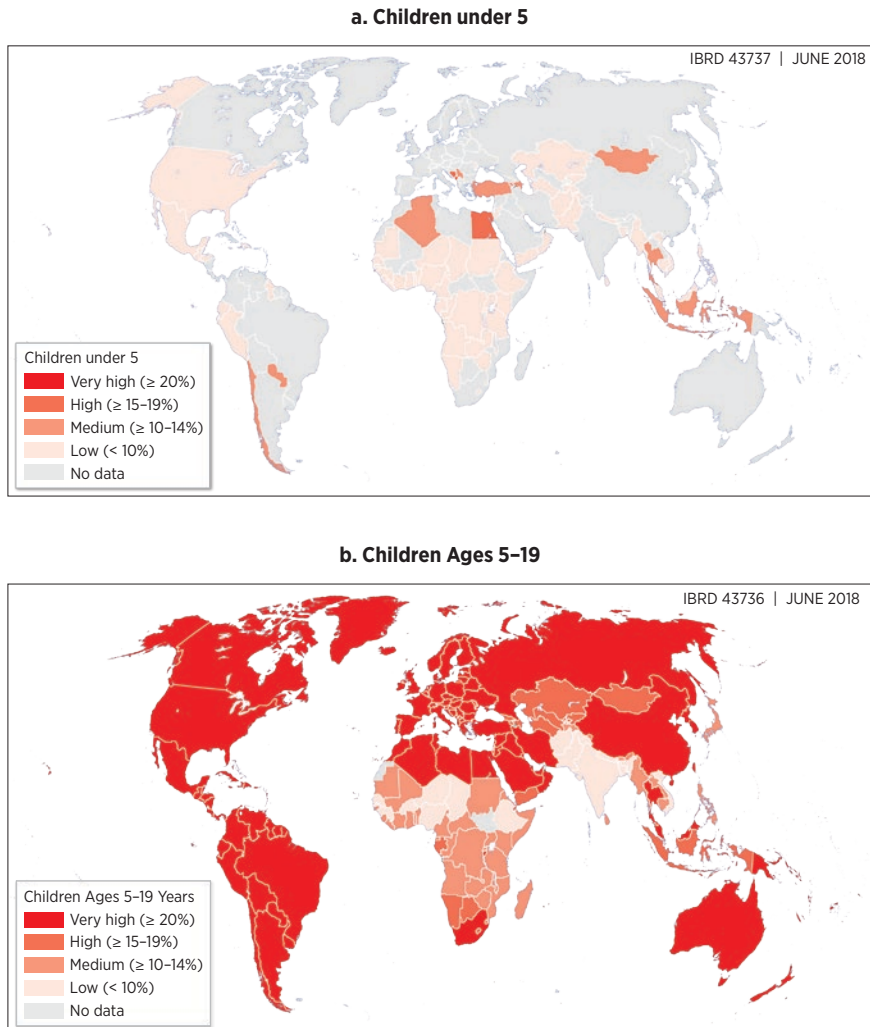 a. Children under 5
IBRD 43737 | JUNE 2018
Children under 5
Very high (≥ 20%)
High (≥ 15–19%)
Medium (≥ 10–14%)
Low (< 10%)
No data
b. Children Ages 5–19
IBRD 43736 | JUNE 2018
Children Ages 5–19 Years
Very high (≥ 20%)
High (≥ 15–19%)
Medium (≥ 10–14%)
Low (< 10%)
No data